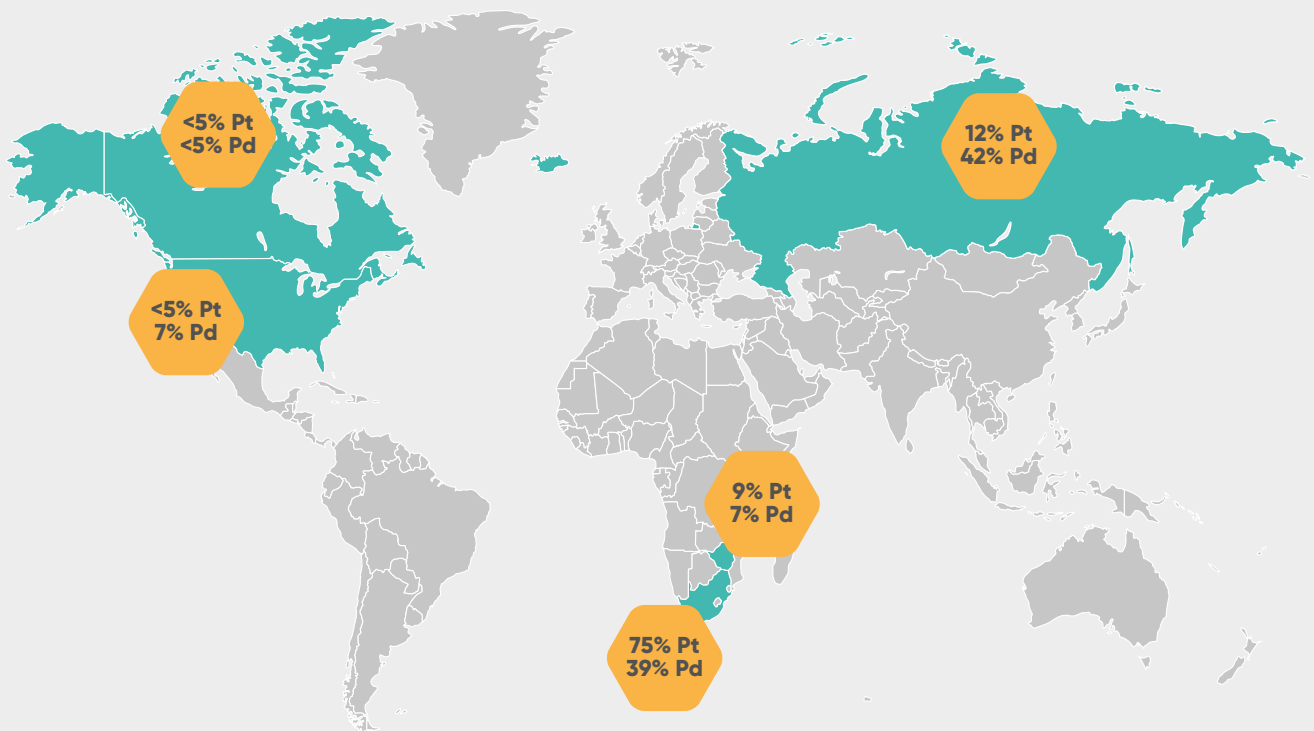 <5% Pt
<5% Pd
12% Pt
42% Pd
<5% Pt
7% Pd
9% Pt
7% Pd
75% Pt
39% Pd